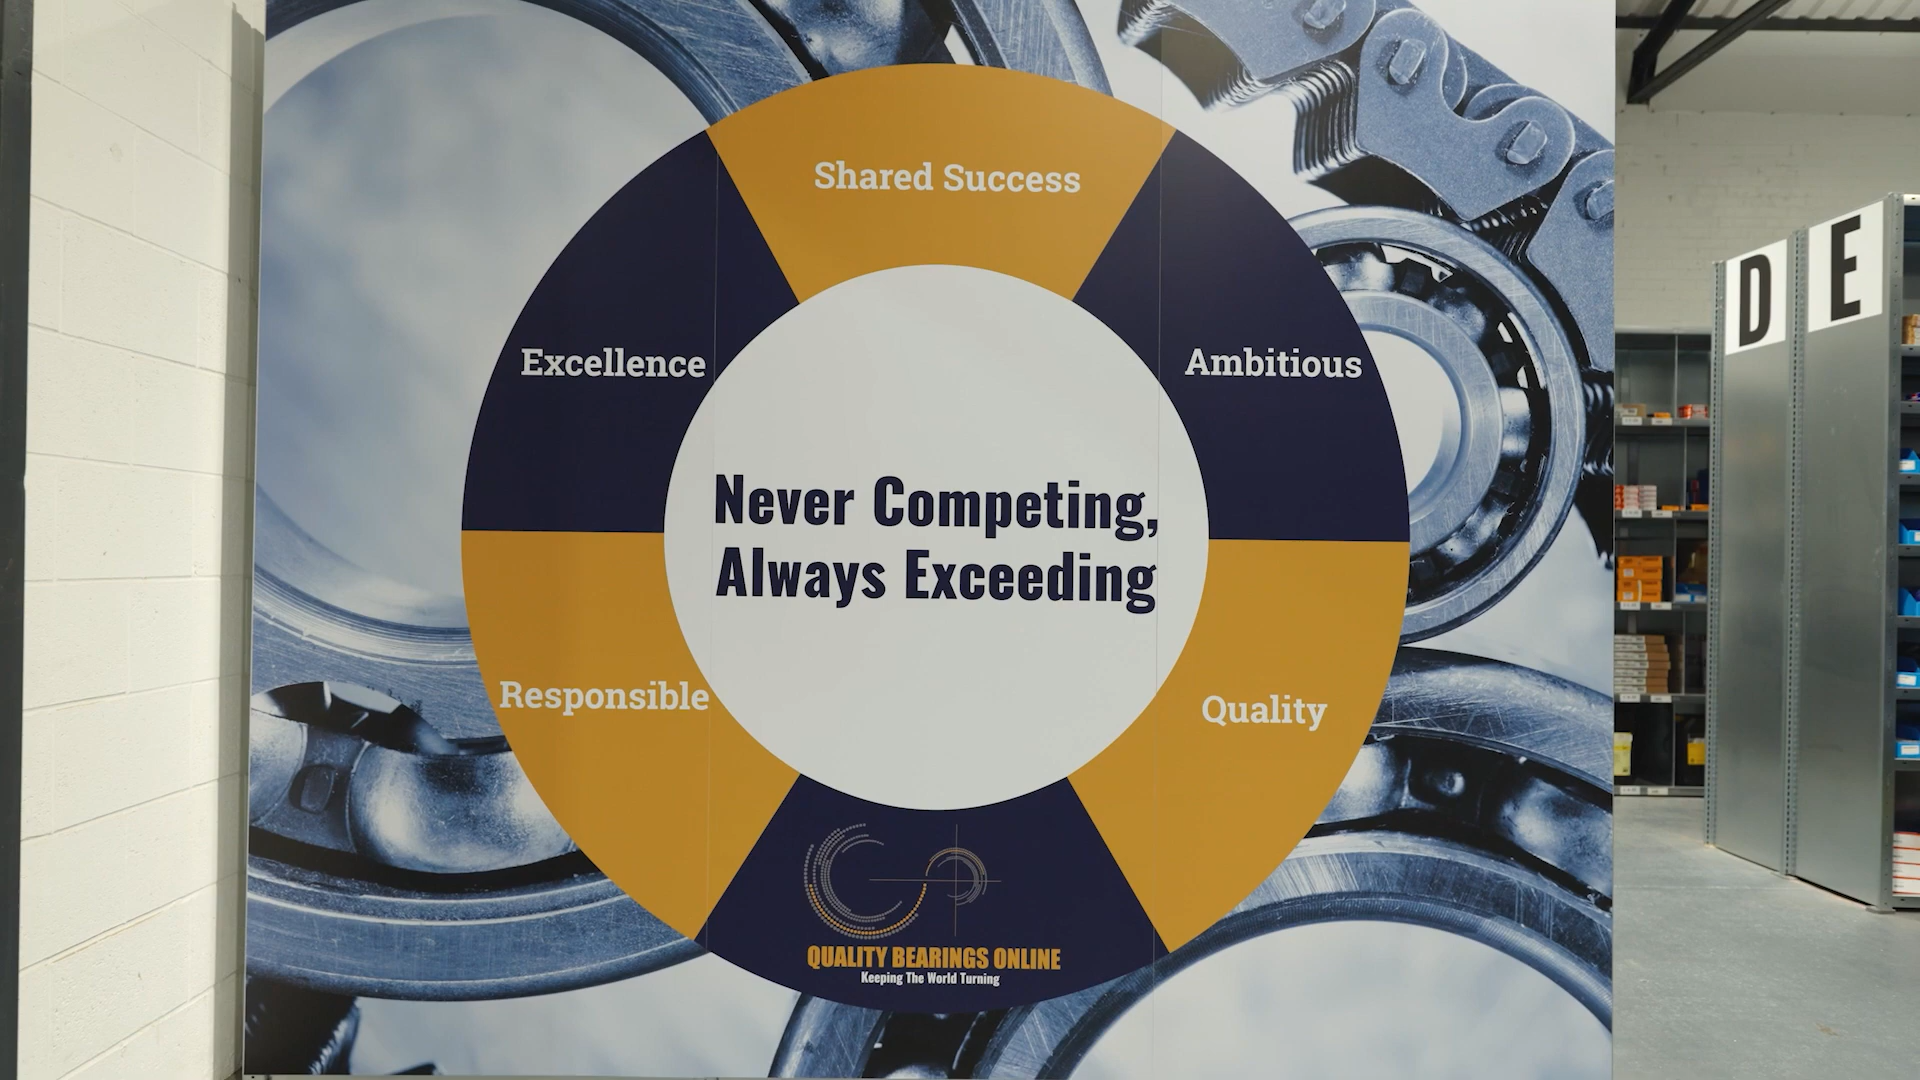 Shared Success
Excellence
Ambitious
Never Competing,
Always Exceeding
Responsible
Quality
QUALITY BEARINGS ONLINE
Keeping The World Turning
D
E